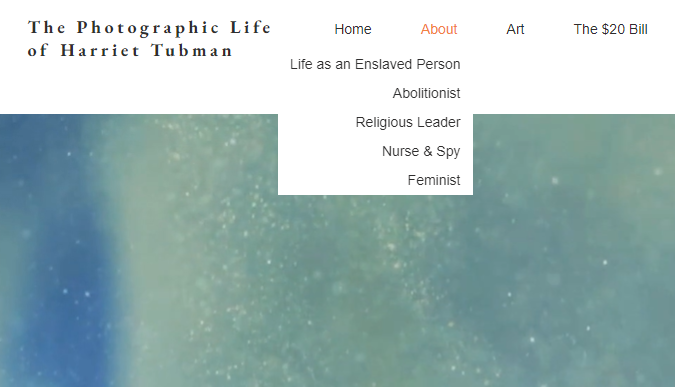 The Photographic Life
of Harriet Tubman
Home About Art The $20 Bill
Life as an Enslaved Person
Abolitionist
Religious Leader
Nurse & Spy
Feminist